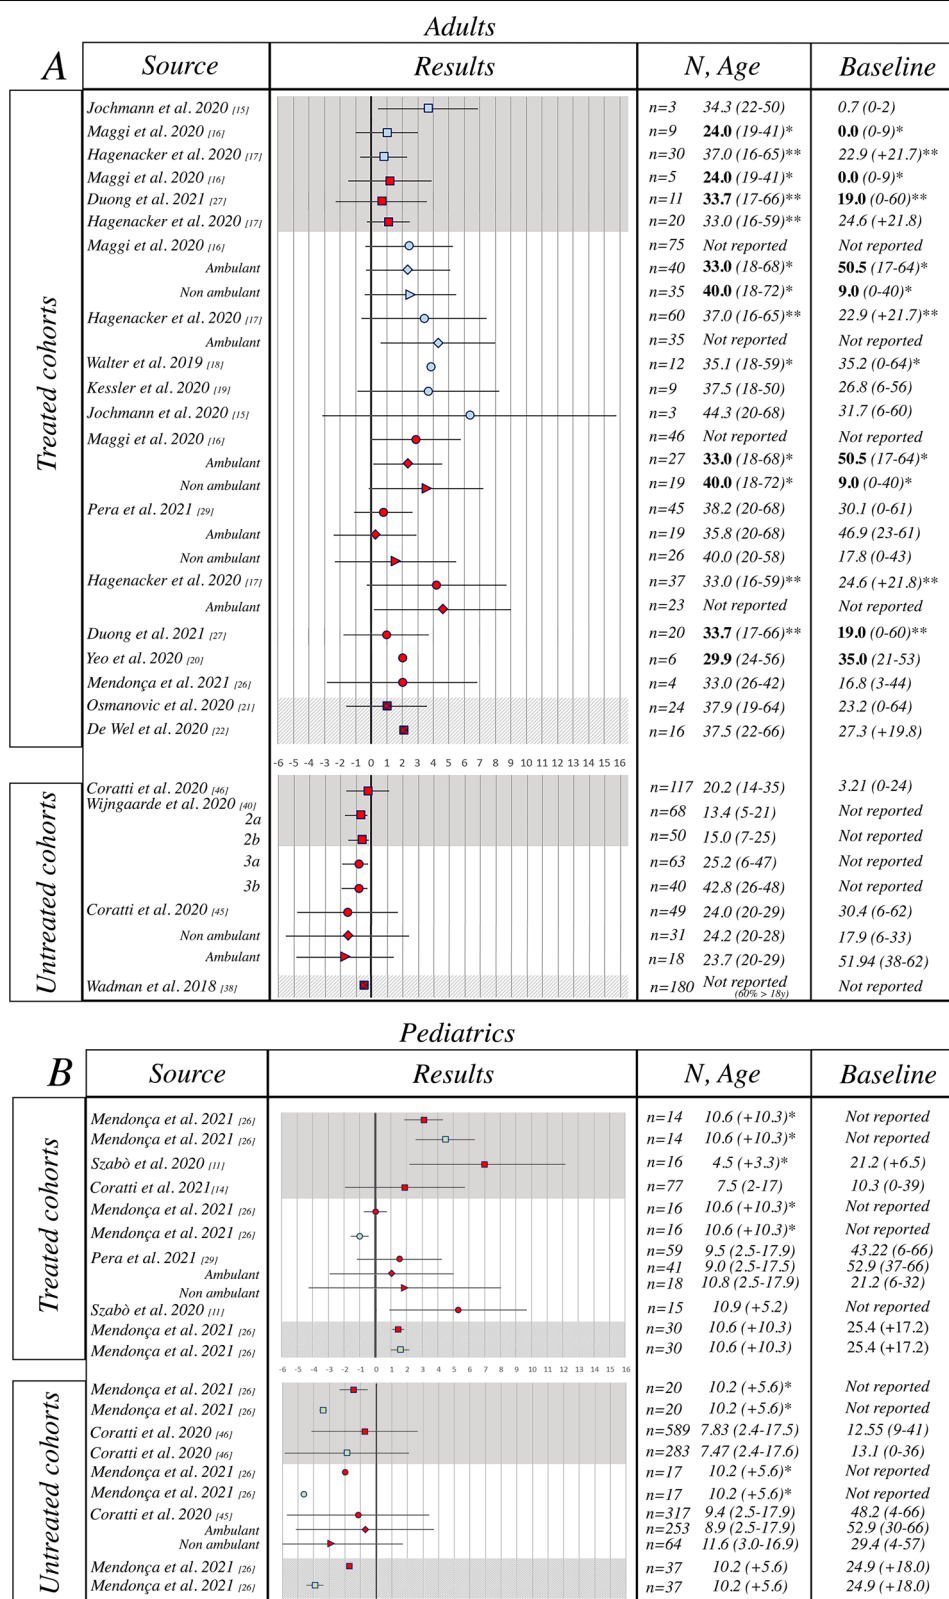 Adults
A Source Results N, Age Baseline
Treated cohorts
Jochmann et al. 2020 [15] n=3 34.3 (22-50) 0.7 (0-2)
Maggi et al. 2020 [16] n=9 24.0 (19-41)* 0.0 (0-9)*
Hagenacker et al. 2020 [17] n=30 37.0 (16-65)** 22.9 (+21.7)**
Maggi et al. 2020 [16] n=5 24.0 (19-41)* 0.0 (0-9)*
Duong et al. 2021 [27] n=11 33.7 (17-66)** 19.0 (0-60)**
Hagenacker et al. 2020 [17] n=20 33.0 (16-59)** 24.6 (+21.8)
Maggi et al. 2020 [16] n=75 Not reported Not reported
Ambulant n=40 33.0 (18-68)* 50.5 (17-64)*
Non ambulant n=35 40.0 (18-72)* 9.0 (0-40)*
Hagenacker et al. 2020 [17] n=60 37.0 (16-65)** 22.9 (+21.7)**
Ambulant n=35 Not reported Not reported
Walter et al. 2019 [18] n=12 35.1 (18-59)* 35.2 (0-64)*
Kessler et al. 2020 [19] n=9 37.5 (18-50) 26.8 (6-56)
Jochmann et al. 2020 [15] n=3 44.3 (20-68) 31.7 (6-60)
Maggi et al. 2020 [16] n=46 Not reported Not reported
Ambulant n=27 33.0 (18-68)* 50.5 (17-64)*
Non ambulant n=19 40.0 (18-72)* 9.0 (0-40)*
Pera et al. 2021 [29] n=45 38.2 (20-68) 30.1 (0-61)
Ambulant n=19 35.8 (20-68) 46.9 (23-61)
Non ambulant n=26 40.0 (20-58) 17.8 (0-43)
Hagenacker et al. 2020 [17] n=37 33.0 (16-59)** 24.6 (+21.8)**
Ambulant n=23 Not reported Not reported
Duong et al. 2021 [27] n=20 33.7 (17-66)** 19.0 (0-60)**
Yeo et al. 2020 [20] n=6 29.9 (24-56) 35.0 (21-53)
Mendonça et al. 2021 [26] n=4 33.0 (26-42) 16.8 (3-44)
Osmanovic et al. 2020 [21] n=24 37.9 (19-64) 23.2 (0-64)
De Wel et al. 2020 [22] n=16 37.5 (22-66) 27.3 (+19.8)
-6 -5 -4 -3 -2 -1 0 1 2 3 4 5 6 7 8 9 10 11 12 13 14 15 16
Untreated cohorts
Coratti et al. 2020 [46] n=117 20.2 (14-35) 3.21 (0-24)
Wijngaarde et al. 2020 [40]
2a n=68 13.4 (5-21) Not reported
2b n=50 15.0 (7-25) Not reported
3a n=63 25.2 (6-47) Not reported
3b n=40 42.8 (26-48) Not reported
Coratti et al. 2020 [45] n=49 24.0 (20-29) 30.4 (6-62)
Non ambulant n=31 24.2 (20-28) 17.9 (6-33)
Ambulant n=18 23.7 (20-29) 51.94 (38-62)
Wadman et al. 2018 [38] n=180 Not reported Not reported
(60% > 18y)
Pediatrics
B Source Results N, Age Baseline
Treated cohorts
Mendonça et al. 2021 [26] n=14 10.6 (+10.3)* Not reported
Mendonça et al. 2021 [26] n=14 10.6 (+10.3)* Not reported
Szabò et al. 2020 [11] n=16 4.5 (+3.3)* 21.2 (+6.5)
Coratti et al. 2021[14] n=77 7.5 (2-17) 10.3 (0-39)
Mendonça et al. 2021 [26] n=16 10.6 (+10.3)* Not reported
Mendonça et al. 2021 [26] n=16 10.6 (+10.3)* Not reported
Pera et al. 2021 [29] n=59 9.5 (2.5-17.9) 43.22 (6-66)
Ambulant n=41 9.0 (2.5-17.5) 52.9 (37-66)
Non ambulant n=18 10.8 (2.5-17.9) 21.2 (6-32)
Szabò et al. 2020 [11] n=15 10.9 (+5.2) Not reported
Mendonça et al. 2021 [26] n=30 10.6 (+10.3) 25.4 (+17.2)
Mendonça et al. 2021 [26] n=30 10.6 (+10.3) 25.4 (+17.2)
-6 -5 -4 -3 -2 -1 0 1 2 3 4 5 6 7 8 9 10 11 12 13 14 15 16
Untreated cohorts
Mendonça et al. 2021 [26] n=20 10.2 (+5.6)* Not reported
Mendonça et al. 2021 [26] n=20 10.2 (+5.6)* Not reported
Coratti et al. 2020 [46] n=589 7.83 (2.4-17.5) 12.55 (9-41)
Coratti et al. 2020 [46] n=283 7.47 (2.4-17.6) 13.1 (0-36)
Mendonça et al. 2021 [26] n=17 10.2 (+5.6)* Not reported
Mendonça et al. 2021 [26] n=17 10.2 (+5.6)* Not reported
Coratti et al. 2020 [45] n=317 9.4 (2.5-17.9) 48.2 (4-66)
Ambulant n=253 8.9 (2.5-17.9) 52.9 (30-66)
Non ambulant n=64 11.6 (3.0-16.9) 29.4 (4-57)
Mendonça et al. 2021 [26] n=37 10.2 (+5.6) 24.9 (+18.0)
Mendonça et al. 2021 [26] n=37 10.2 (+5.6) 24.9 (+18.0)